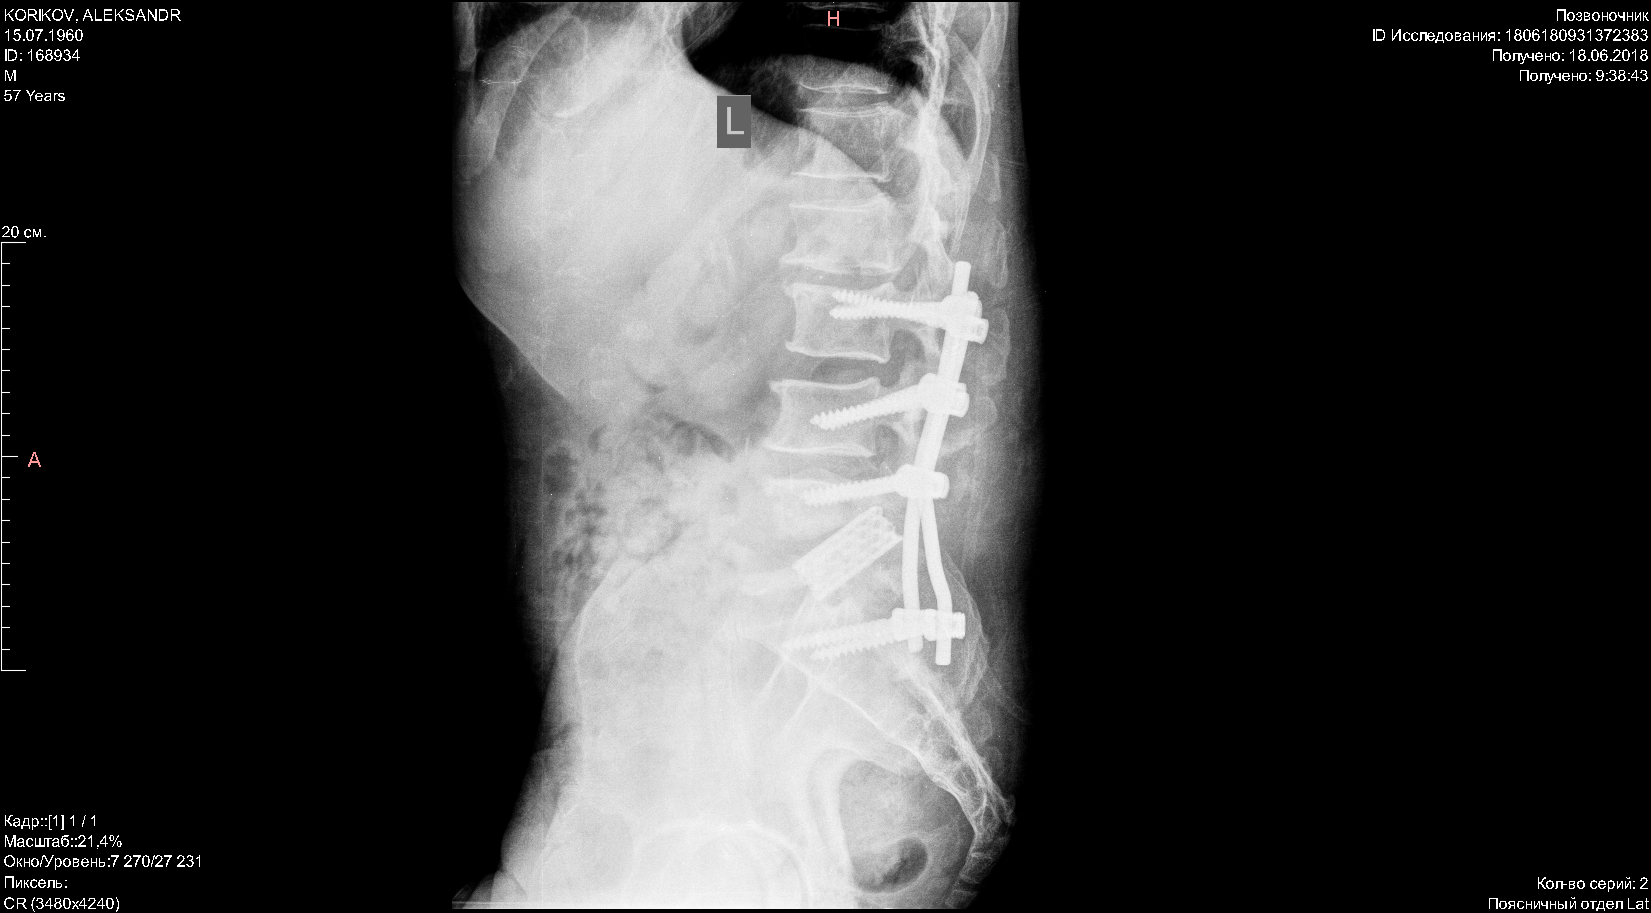 KORIKOV, ALEKSANDR
15.07.1960
ID: 168934
M
57 Years
H
Позвоночник
ID Исследования: 1806180931372383
Получено: 18.06.2018
Получено: 9:38:43
L
20 см.
A
Кадр::[1] 1 / 1
Масштаб::21,4%
Окно/Уровень:7 270/27 231
Пиксель:
CR (3480x4240)
Кол-во серий: 2
Поясничный отдел Lat